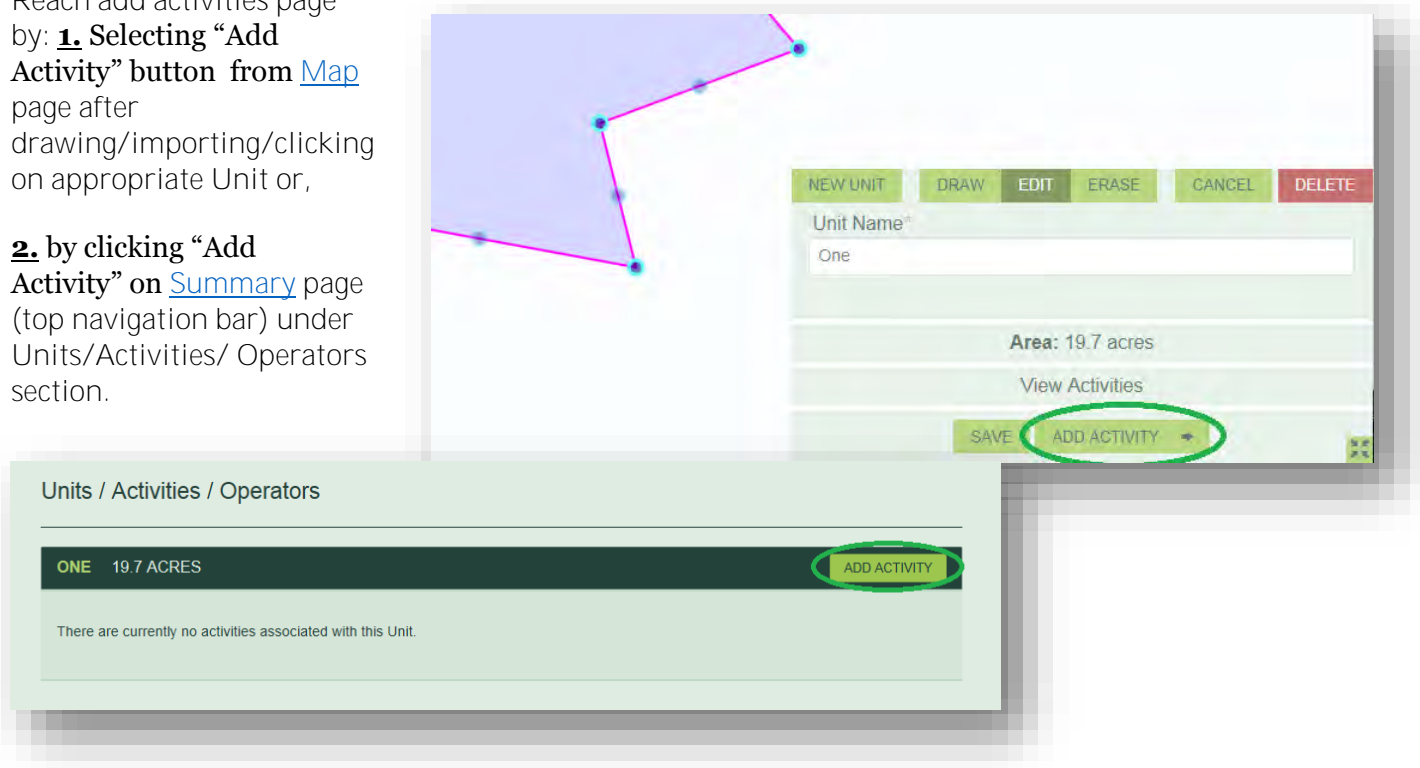 Reach add activities page
by: 1. Selecting “Add
Activity” button from Map
page after
drawing/importing/clicking
on appropriate Unit or,
2. by clicking “Add
Activity” on Summary page
(top navigation bar) under
Units/Activities/ Operators
section.
NEW UNIT DRAW EDIT ERASE CANCEL DELETE
Unit Name*
One
Area: 19.7 acres
View Activities
SAVE ADD ACTIVITY
Units / Activities / Operators
ONE 19.7 ACRES ADD ACTIVITY
There are currently no activities associated with this Unit.